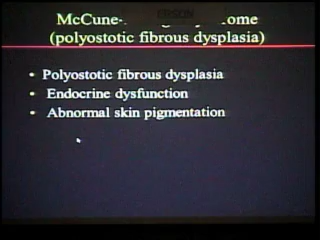 McCune-
(polyostotic fibrous dysplasia)
• Polyostotic fibrous dysplasia
• Endocrine dysfunction
• Abnormal skin pigmentation